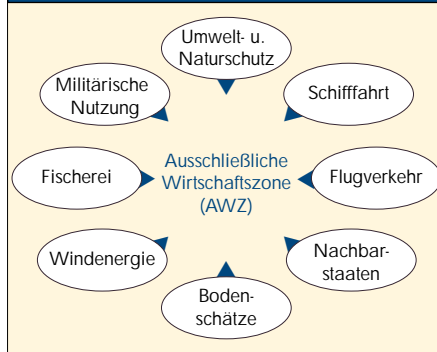 Umwelt- u.
Naturschutz
Militärische
Nutzung
Schifffahrt
Fischerei
Ausschließliche
Wirtschaftszone
(AWZ)
Flugverkehr
Windenergie
Nachbar-
staaten
Boden-
schätze